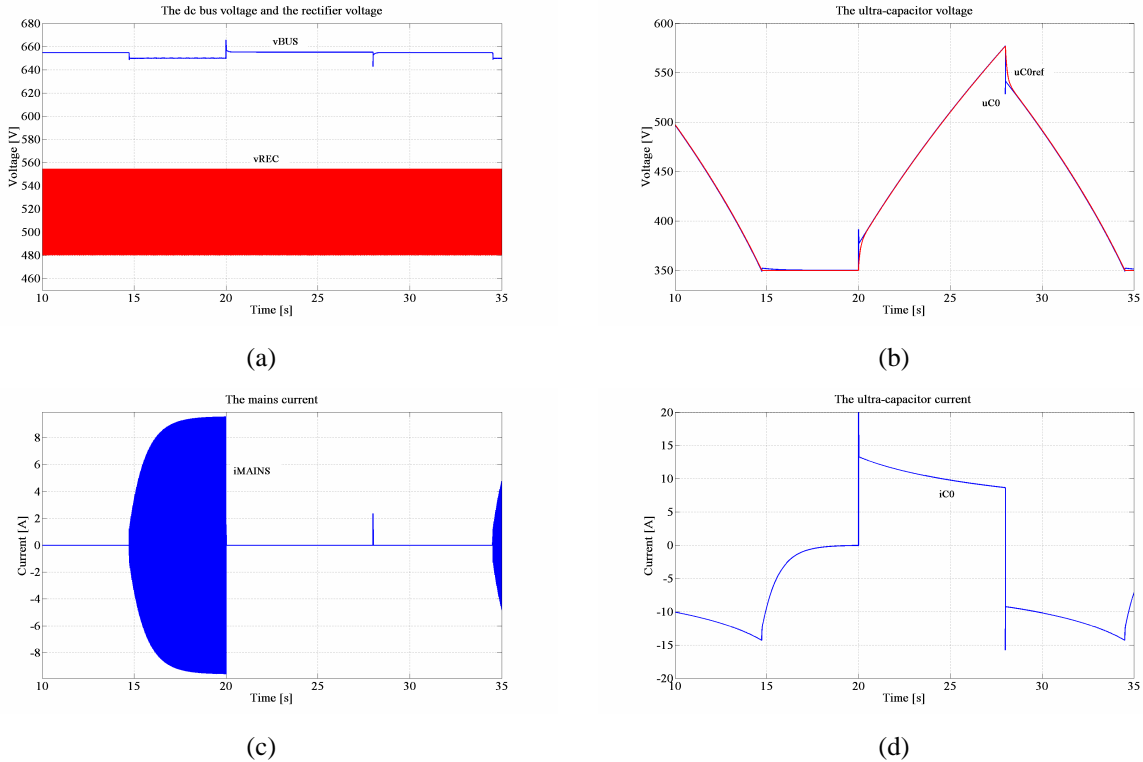 The dc bus voltage and the rectifier voltage
680
660
640
620
600
580
560
540
520
500
480
460
Voltage [V]
vBUS
vREC
10 15 20 25 30 35
Time [s]
(a)
The ultra-capacitor voltage
600
550
500
450
400
350
Voltage [V]
uC0ref
uC0
10 15 20 25 30 35
Time [s]
(b)
The mains current
8
6
4
2
0
-2
-4
-6
-8
Current [A]
iMAINS
10 15 20 25 30 35
Time [s]
(c)
The ultra-capacitor current
20
15
10
5
0
-5
-10
-15
-20
Current [A]
iC0
10 15 20 25 30 35
Time [s]
(d)